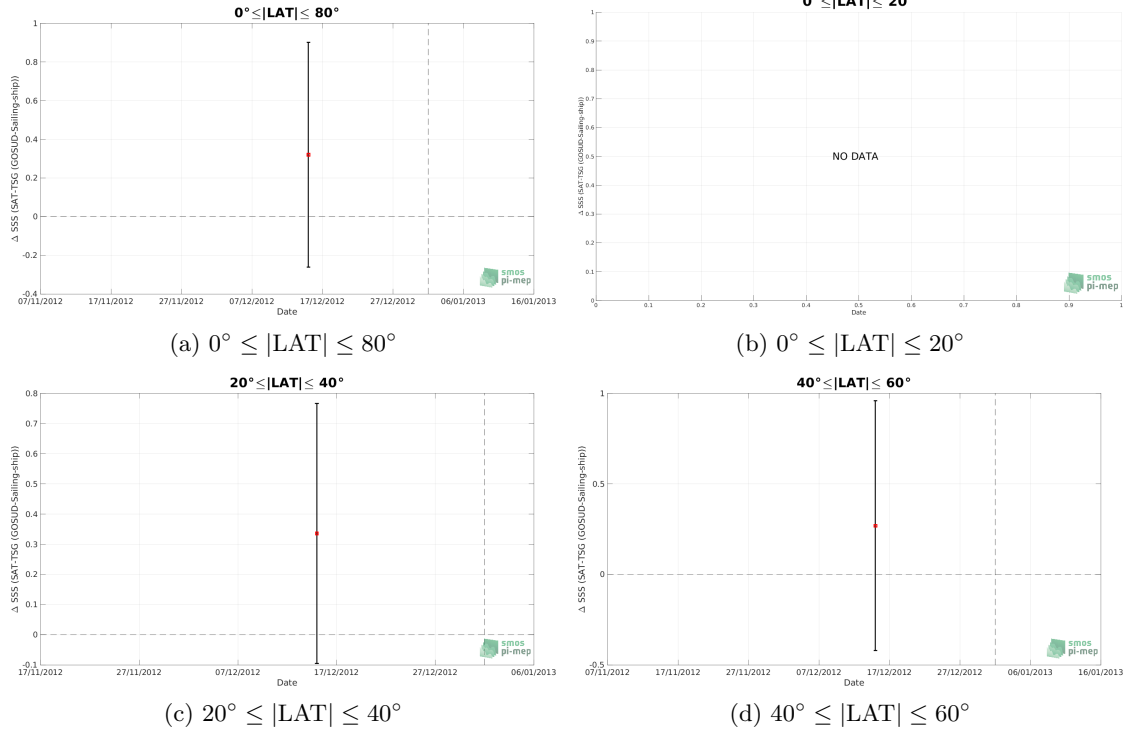 0°≤|LAT|≤ 80°
Δ SSS (SAT-TSG (GOSUD-Sailing-ship))
1
0.8
0.6
0.4
0.2
0
-0.2
-0.4
07/11/2012 17/11/2012 27/11/2012 07/12/2012 17/12/2012 27/12/2012 06/01/2013 16/01/2013
Date
smos
pi-mep
(a) 0° ≤ |LAT| ≤ 80°
0°≤|LAT|≤ 20°
Δ SSS (SAT-TSG (GOSUD-Sailing-ship))
1
0.9
0.8
0.7
0.6
0.5
0.4
0.3
0.2
0.1
0
NO DATA
0 0.1 0.2 0.3 0.4 0.5 0.6 0.7 0.8 0.9 1
Date
smos
pi-mep
(b) 0° ≤ |LAT| ≤ 20°
20°≤|LAT|≤ 40°
Δ SSS (SAT-TSG (GOSUD-Sailing-ship))
0.8
0.7
0.6
0.5
0.4
0.3
0.2
0.1
0
-0.1
17/11/2012 27/11/2012 07/12/2012 17/12/2012 27/12/2012 06/01/2013
Date
smos
pi-mep
(c) 20° ≤ |LAT| ≤ 40°
40°≤|LAT|≤ 60°
Δ SSS (SAT-TSG (GOSUD-Sailing-ship))
1
0.5
0
-0.5
07/11/2012 17/11/2012 27/11/2012 07/12/2012 17/12/2012 27/12/2012 06/01/2013 16/01/2013
Date
smos
pi-mep
(d) 40° ≤ |LAT| ≤ 60°